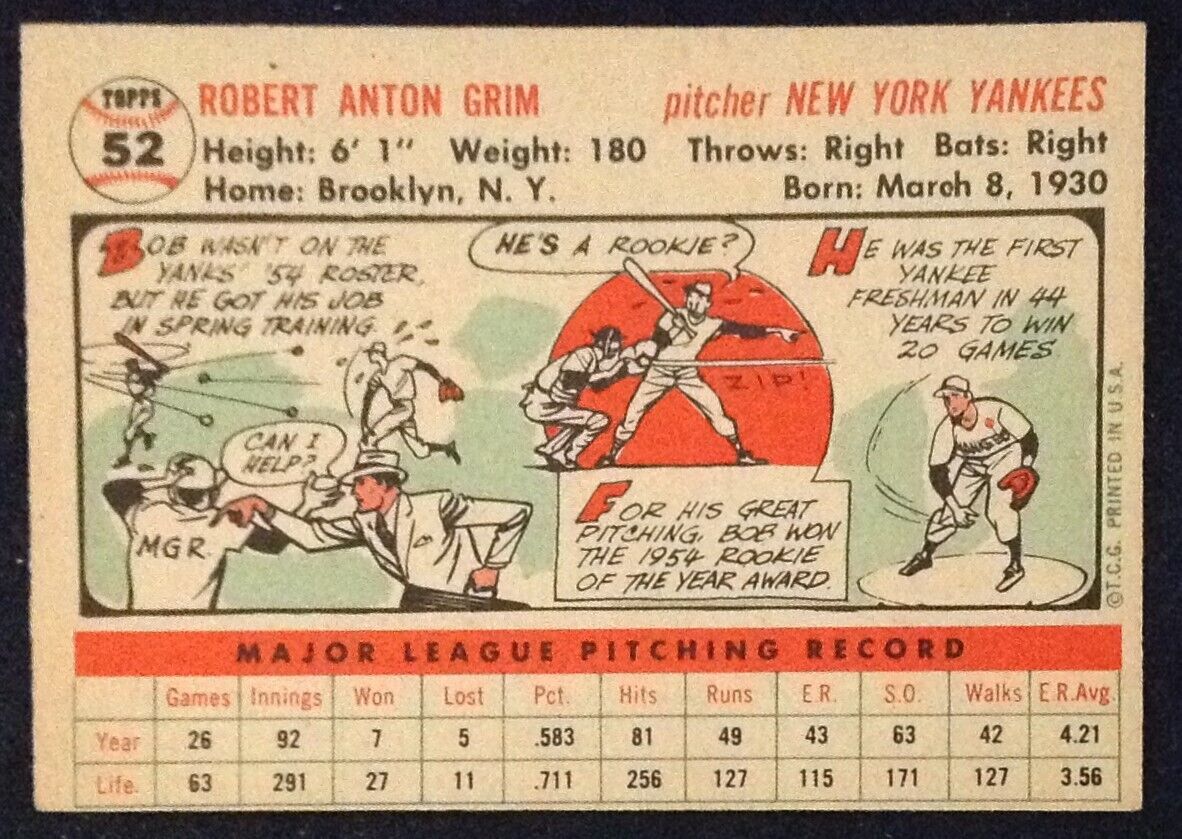 TOPPS
52
ROBERT ANTON GRIM
pitcher NEW YORK YANKEES
Height: 6' 1" Weight: 180 Throws: Right Bats: Right
Home: Brooklyn, N. Y.
Born: March 8, 1930
BOB WASN'T ON THE
YANKS' '54 ROSTER,
BUT HE GOT HIS JOB
IN SPRING TRAINING
CAN I
HELP?
MGR.
HE'S A ROOKIE?
ZIP!
FOR HIS GREAT
PITCHING, BOB WON
THE 1954 ROOKIE
OF THE YEAR AWARD.
HE WAS THE FIRST
YANKEE
FRESHMAN IN 44
YEARS TO WIN
20 GAMES
©T.C.G. PRINTED IN U.S.A.
MAJOR LEAGUE PITCHING RECORD
Games Innings Won Lost Pct. Hits Runs E.R. S.O. Walks E.R.Avg.
Year 26 92 7 5 .583 81 49 43 63 42 4.21
Life. 63 291 27 11 .711 256 127 115 171 127 3.56